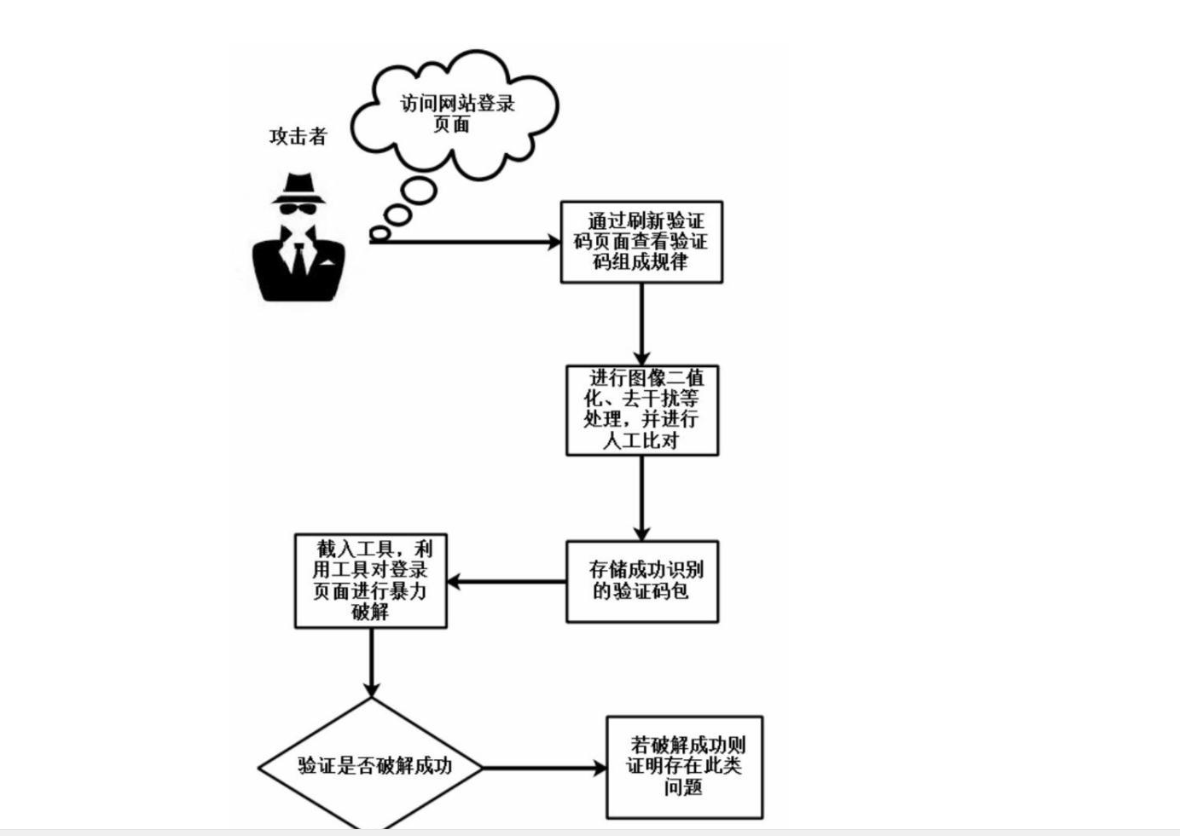 访问网站登录
页面
攻击者
通过刷新验证
码页面查看验证
码组成规律
进行图像二值
化、去干扰等
处理，并进行
人工比对
存储成功识别
的验证码包
截入工具，利
用工具对登录
页面进行暴力
破解
验证是否破解成功
若破解成功则
证明存在此类
问题